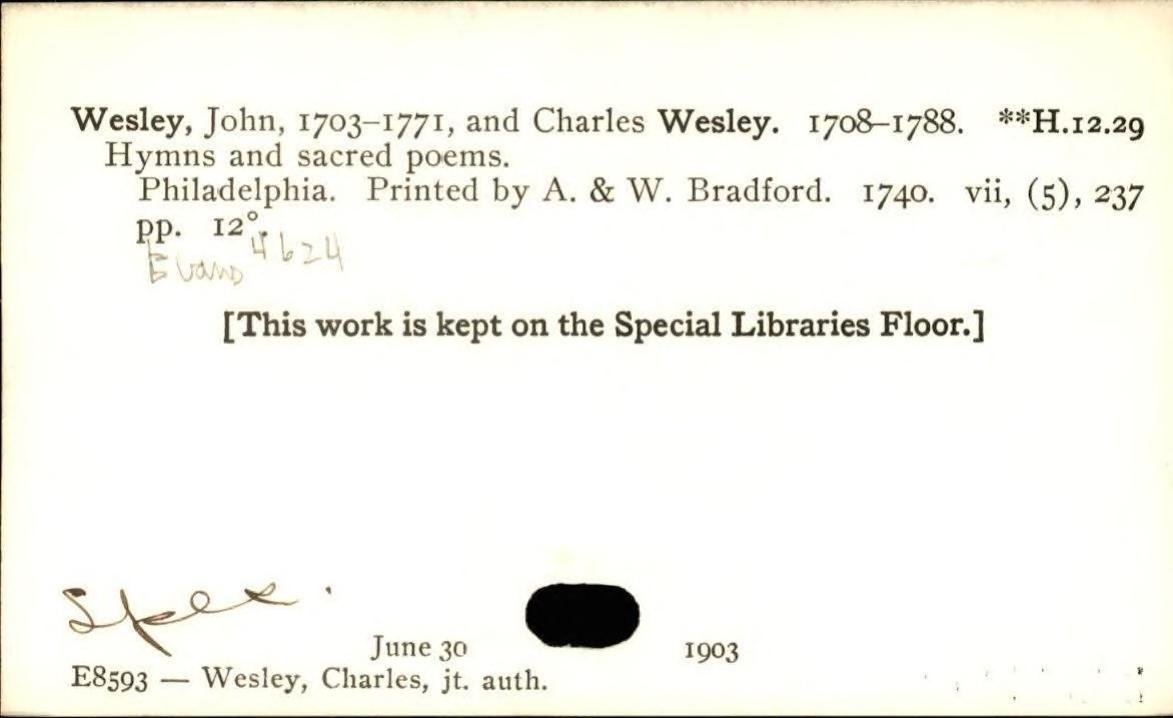 Wesley, John, 1703–1771, and Charles Wesley. 1708–1788. **H.12.29
Hymns and sacred poems.
Philadelphia. Printed by A. & W. Bradford. 1740. vii, (5), 237
pp. 12°.
Evans 4624
[This work is kept on the Special Libraries Floor.]
June 30 1903
E8593 — Wesley, Charles, jt. auth.